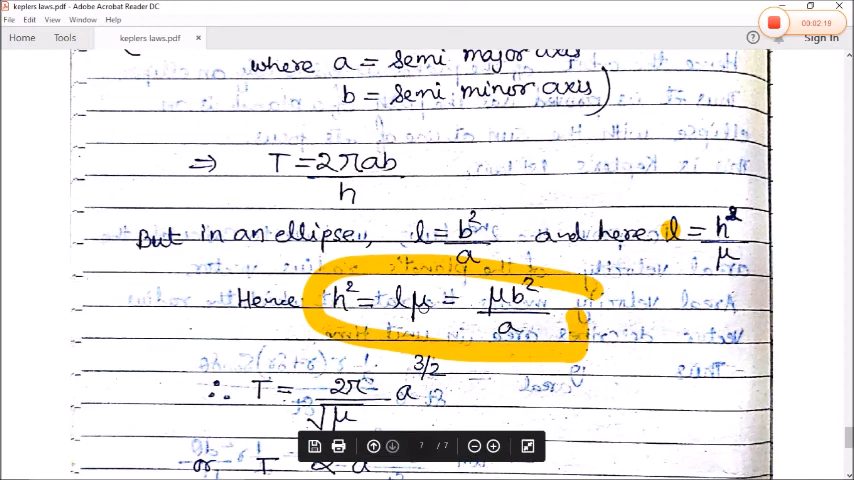 keplers laws.pdf - Adobe Acrobat Reader DC
File Edit View Window Help
00:02:19
Home Tools keplers laws.pdf × Sign In
where a = semi major axis
b = semi minor axis)
⇒ T = 2πab / h
But in an ellipse, l = b² / a and here l = h² / μ
Hence h² = lμ = μb² / a
∴ T = 2π / √μ a 3/2
7 / 7
or T ∝ a